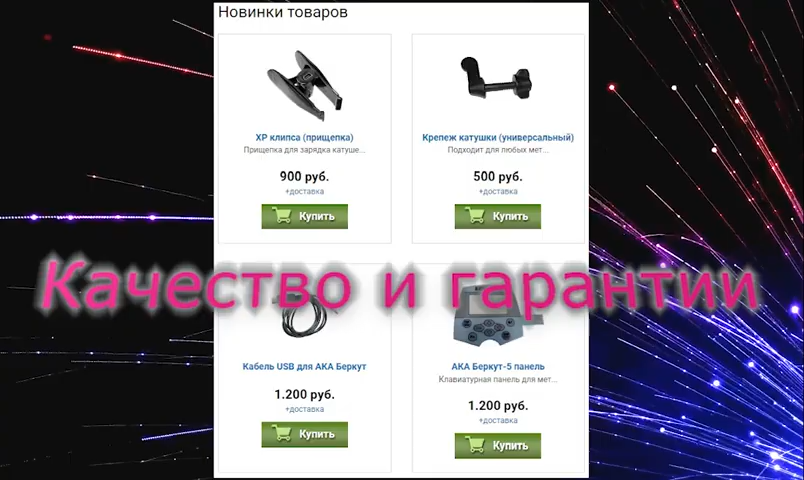 Новинки товаров
XP клипса (прищепка)
Прищепка для зарядка катуше...
900 руб.
+доставка
Купить
Крепеж катушки (универсальный)
Подходит для любых мет...
500 руб.
+доставка
Купить
Качество и гарантии
Кабель USB для АКА Беркут
1.200 руб.
+доставка
Купить
АКА Беркут-5 панель
Клавиатурная панель для мет...
1.200 руб.
+доставка
Купить